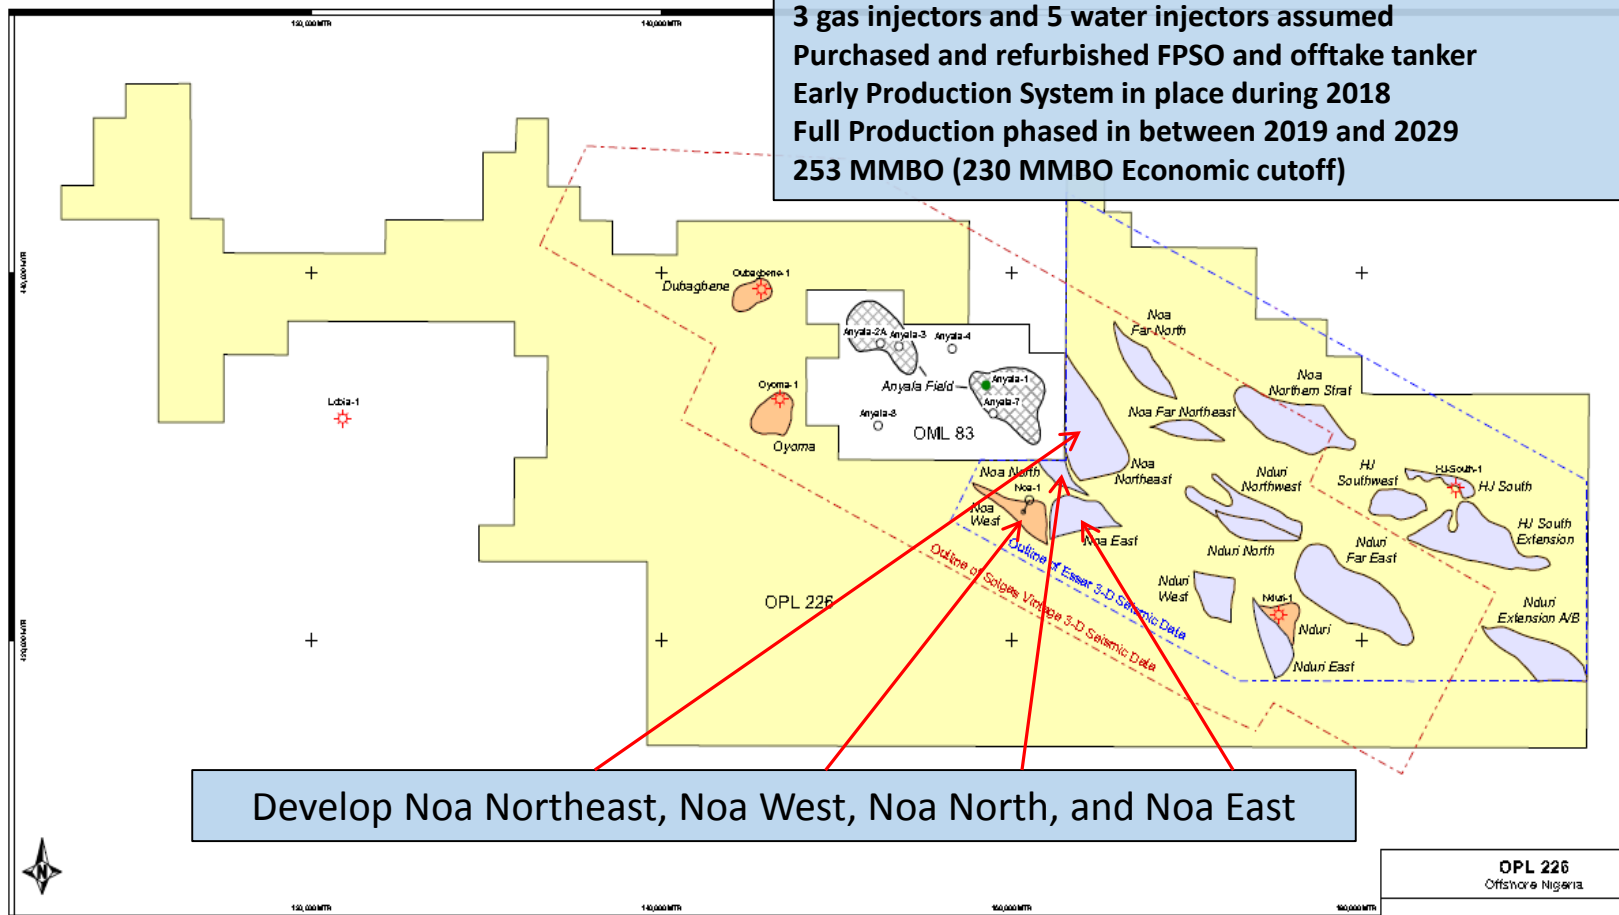 3 gas injectors and 5 water injectors assumed
Purchased and refurbished FPSO and offtake tanker
Early Production System in place during 2018
Full Production phased in between 2019 and 2029
253 MMBO (230 MMBO Economic cutoff)
140,000 MTR
Dubagbene
Anyala-2A
Anyala-3
Anyala-4
Anyala Field
Anyala-1
Anyala-7
Anyala-8
OML 83
Oyoma-1
Oyoma
Lobia-1
Noa
Far North
Noa
Northern Strat
Noa Far Northeast
Noa
Northeast
Noa North
Noa-1
Noa
West
Noa East
Nduri
Northwest
HJ
Southwest
HJ-South-1
HJ South
HJ South
Extension
Nduri North
Nduri
Far East
Nduri
West
Nduri-1
Nduri
Nduri East
Nduri
Extension A/B
Outline of Essar 3-D Seismic Data
Outline of Solgas Vintage 3-D Seismic Data
OPL 226
Develop Noa Northeast, Noa West, Noa North, and Noa East
N
OPL 226
Offshore Nigeria
140,000 MTR